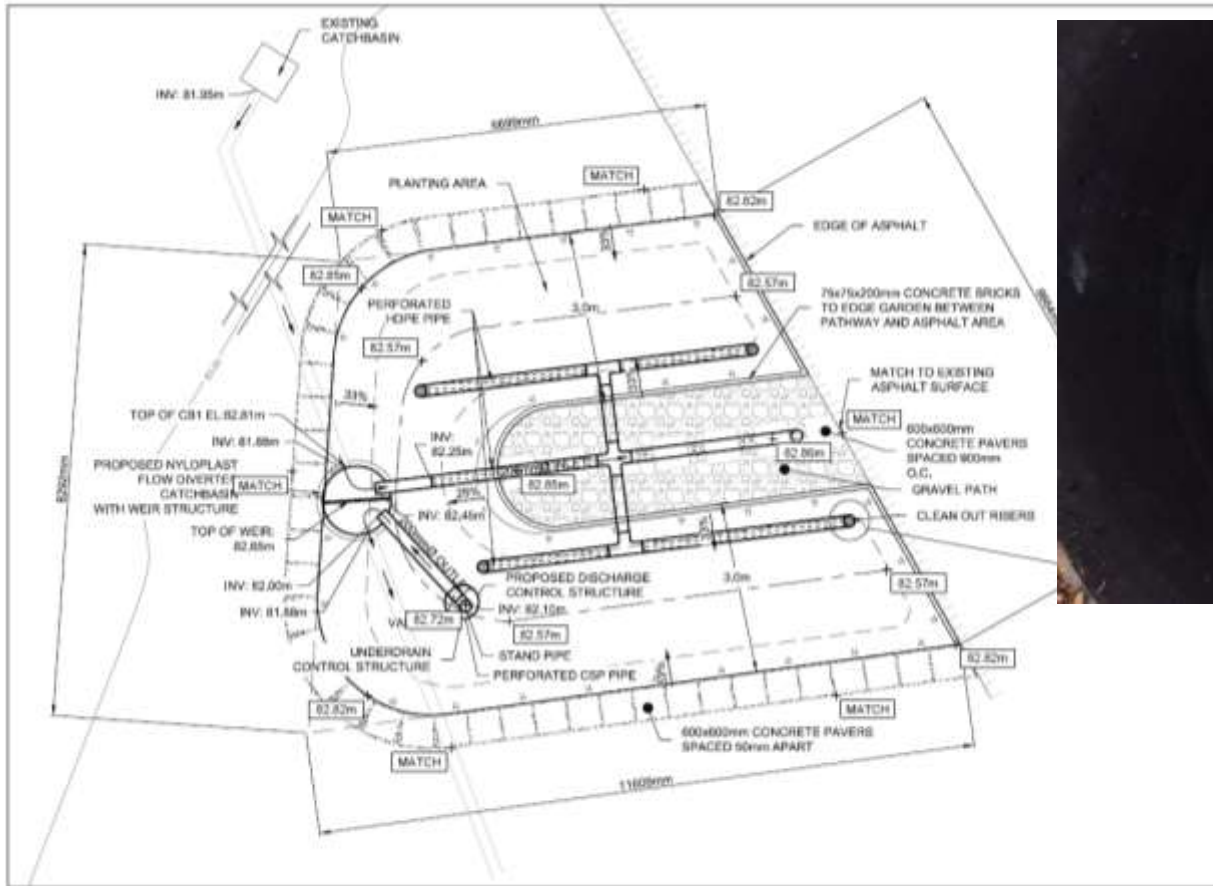 EXISTING
CATCHBASIN
INV: 81.95m
PLANTING AREA
MATCH
82.82m
MATCH
EDGE OF ASPHALT
82.85m
33%
82.57m
PERFORATED
HDPE PIPE
3.0m
75x75x200mm CONCRETE BRICKS
TO EDGE GARDEN BETWEEN
PATHWAY AND ASPHALT AREA
82.57m
33%
33%
MATCH TO EXISTING
ASPHALT SURFACE
TOP OF CB1 EL:82.81m
MATCH
INV: 81.88m
INV:
82.25m
600x600mm
CONCRETE PAVERS
SPACED 900mm
O.C.
82.86m
PROPOSED NYLOPLAST
FLOW DIVERTER
CATCHBASIN
WITH WEIR STRUCTURE
MATCH
82.85m
GRAVEL PATH
INV: 82.45m
CLEAN OUT RISERS
TOP OF WEIR:
82.65m
33%
PROPOSED DISCHARGE
CONTROL STRUCTURE
3.0m
INV: 82.00m
82.57m
INV: 81.88m
INV: 82.10m
82.72m
82.57m
STAND PIPE
UNDERDRAIN
CONTROL STRUCTURE
PERFORATED CSP PIPE
82.82m
33%
82.82m
MATCH
MATCH
600x600mm CONCRETE PAVERS
SPACED 50mm APART